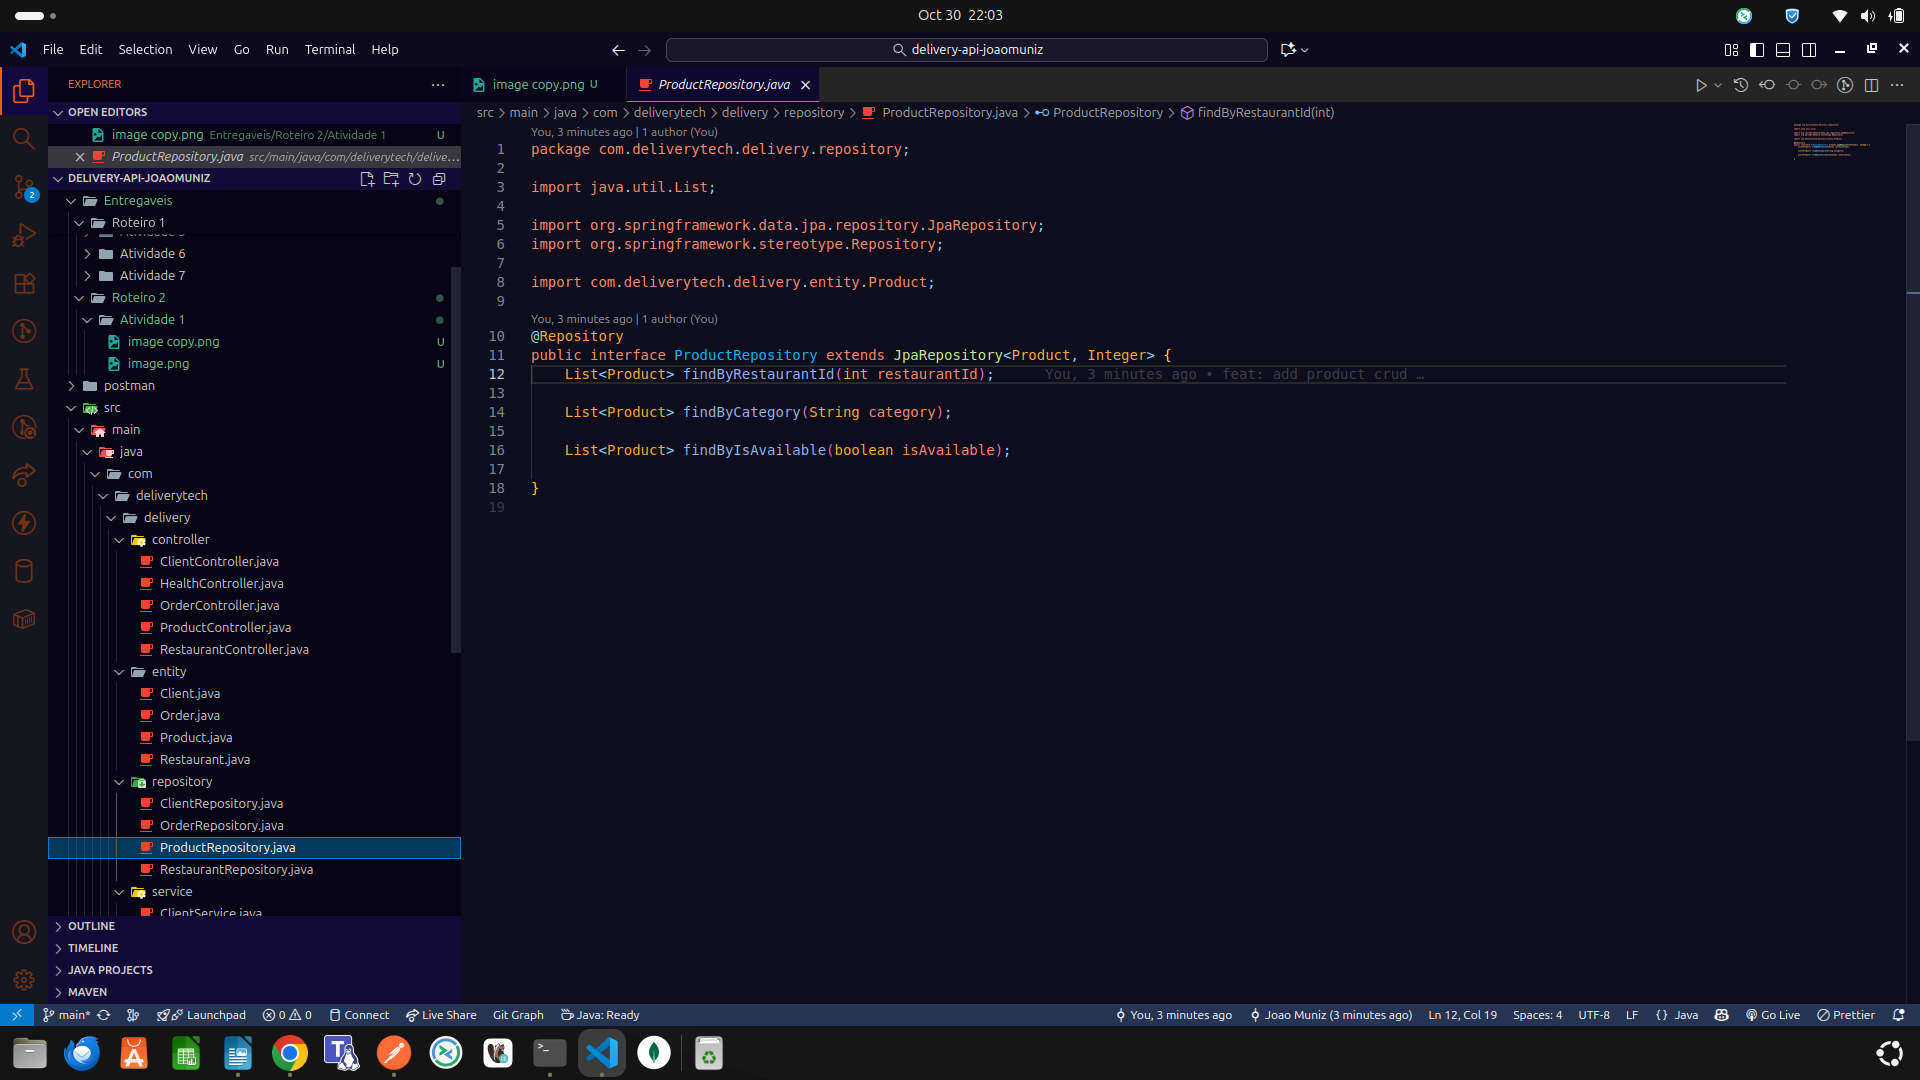 Oct 30 22:03
File Edit Selection View Go Run Terminal Help
delivery-api-joaomuniz
EXPLORER
OPEN EDITORS
image copy.png Entregaveis/Roteiro 2/Atividade 1 U
ProductRepository.java src/main/java/com/deliverytech/delive...
DELIVERY-API-JOAOMUNIZ
2
Entregaveis
Roteiro 1
Atividade 6
Atividade 7
Roteiro 2
Atividade 1
image copy.png U
image.png U
postman
src
main
java
com
deliverytech
delivery
controller
ClientController.java
HealthController.java
OrderController.java
ProductController.java
RestaurantController.java
entity
Client.java
Order.java
Product.java
Restaurant.java
repository
ClientRepository.java
OrderRepository.java
ProductRepository.java
RestaurantRepository.java
service
ClientService.java
OUTLINE
TIMELINE
JAVA PROJECTS
MAVEN
image copy.png U
ProductRepository.java
src > main > java > com > deliverytech > delivery > repository > ProductRepository.java > ProductRepository > findByRestaurantId(int)
You, 3 minutes ago | 1 author (You)
1 package com.deliverytech.delivery.repository;
2
3 import java.util.List;
4
5 import org.springframework.data.jpa.repository.JpaRepository;
6 import org.springframework.stereotype.Repository;
7
8 import com.deliverytech.delivery.entity.Product;
9
You, 3 minutes ago | 1 author (You)
10 @Repository
11 public interface ProductRepository extends JpaRepository<Product, Integer> {
12 List<Product> findByRestaurantId(int restaurantId); You, 3 minutes ago • feat: add product crud …
13
14 List<Product> findByCategory(String category);
15
16 List<Product> findByIsAvailable(boolean isAvailable);
17
18 }
19
main* Launchpad 0 0 Connect Live Share Git Graph Java: Ready
You, 3 minutes ago Joao Muniz (3 minutes ago) Ln 12, Col 19 Spaces: 4 UTF-8 LF {} Java Go Live Prettier